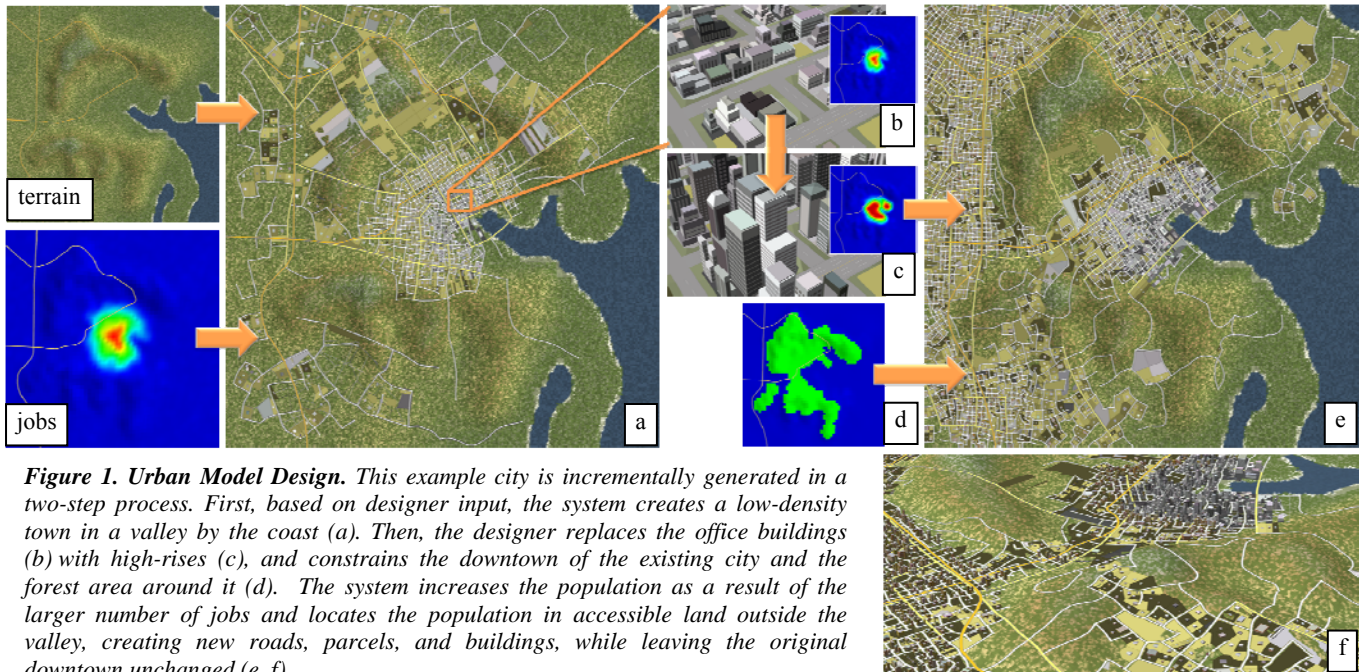 terrain
jobs
a
b
c
d
e
f
Figure 1. Urban Model Design. This example city is incrementally generated in a
two-step process. First, based on designer input, the system creates a low-density
town in a valley by the coast (a). Then, the designer replaces the office buildings
(b) with high-rises (c), and constrains the downtown of the existing city and the
forest area around it (d). The system increases the population as a result of the
larger number of jobs and locates the population in accessible land outside the
valley, creating new roads, parcels, and buildings, while leaving the original
downtown unchanged (e, f)